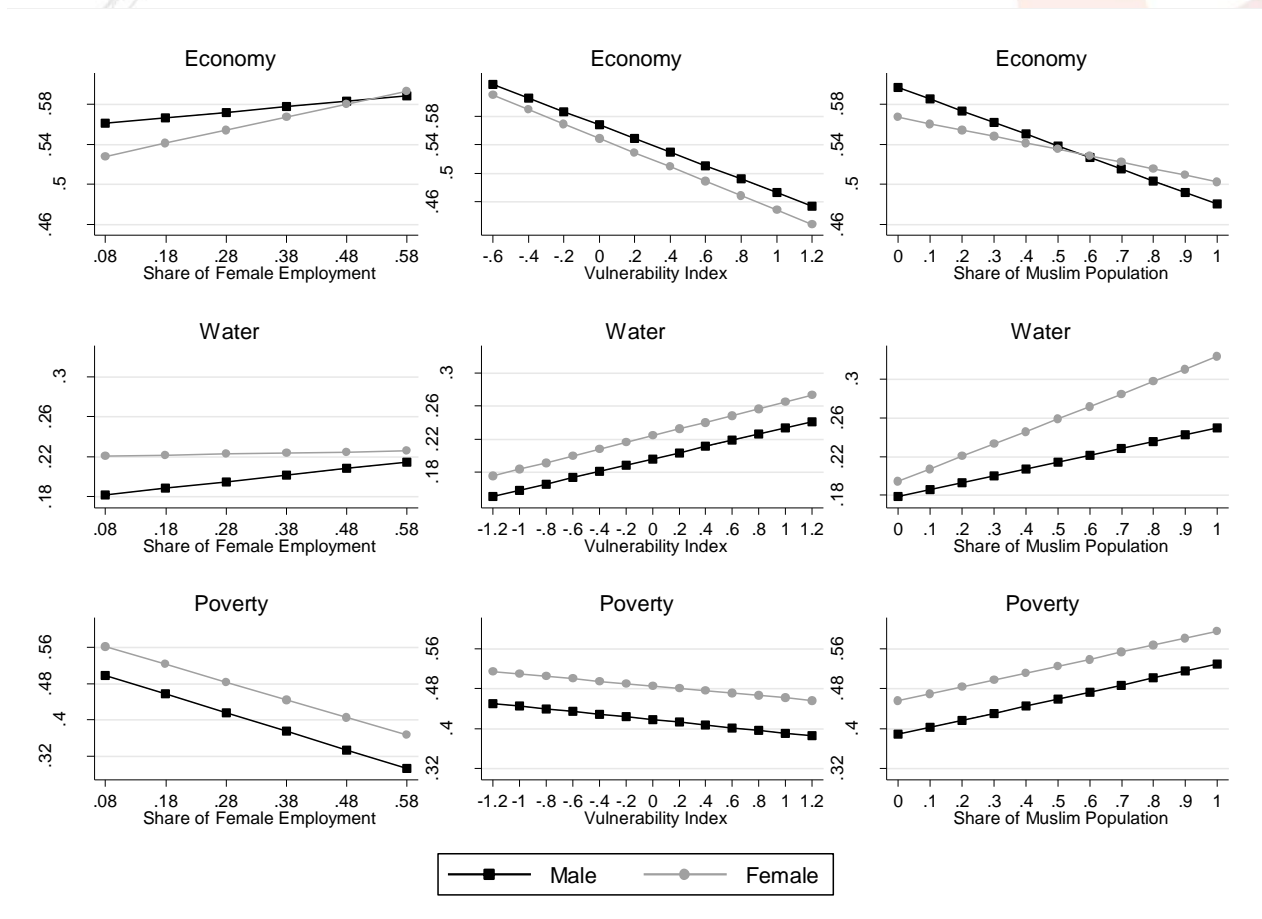 Economy
.46 .5 .54 .58
.08 .18 .28 .38 .48 .58
Share of Female Employment
Economy
.46 .5 .54 .58
-.6 -.4 -.2 0 .2 .4 .6 .8 1 1.2
Vulnerability Index
Economy
.46 .5 .54 .58
0 .1 .2 .3 .4 .5 .6 .7 .8 .9 1
Share of Muslim Population
Water
.18 .22 .26 .3
.08 .18 .28 .38 .48 .58
Share of Female Employment
Water
.18 .22 .26 .3
-1.2 -1 -.8 -.6 -.4 -.2 0 .2 .4 .6 .8 1 1.2
Vulnerability Index
Water
.18 .22 .26 .3
0 .1 .2 .3 .4 .5 .6 .7 .8 .9 1
Share of Muslim Population
Poverty
.32 .4 .48 .56
.08 .18 .28 .38 .48 .58
Share of Female Employment
Poverty
.32 .4 .48 .56
-1.2 -1 -.8 -.6 -.4 -.2 0 .2 .4 .6 .8 1 1.2
Vulnerability Index
Poverty
.32 .4 .48 .56
0 .1 .2 .3 .4 .5 .6 .7 .8 .9 1
Share of Muslim Population
Male Female